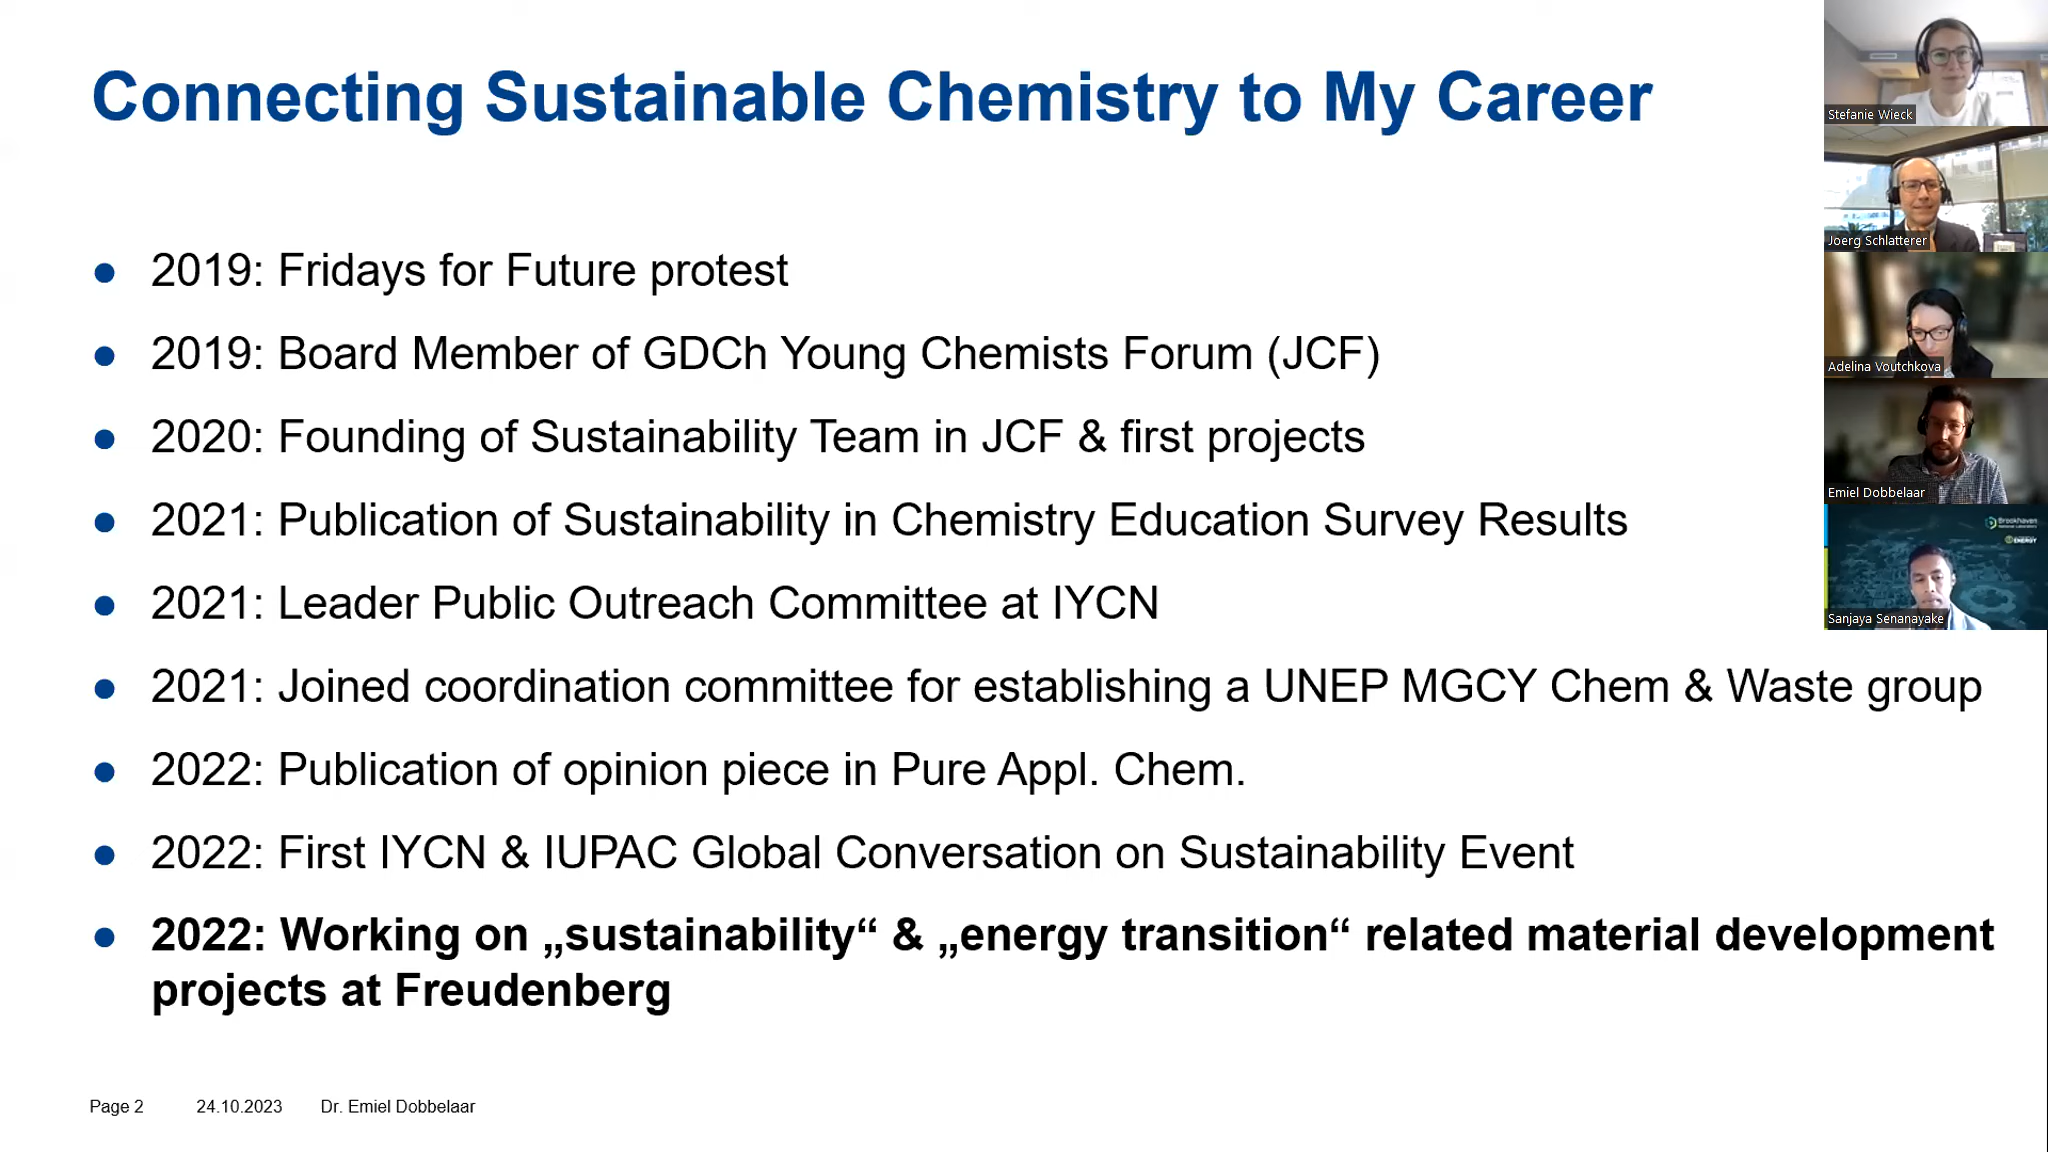 Connecting Sustainable Chemistry to My Career
● 2019: Fridays for Future protest
● 2019: Board Member of GDCh Young Chemists Forum (JCF)
● 2020: Founding of Sustainability Team in JCF & first projects
● 2021: Publication of Sustainability in Chemistry Education Survey Results
● 2021: Leader Public Outreach Committee at IYCN
● 2021: Joined coordination committee for establishing a UNEP MGCY Chem & Waste group
● 2022: Publication of opinion piece in Pure Appl. Chem.
● 2022: First IYCN & IUPAC Global Conversation on Sustainability Event
● 2022: Working on „sustainability“ & „energy transition“ related material development
projects at Freudenberg
Page 2 24.10.2023 Dr. Emiel Dobbelaar
Stefanie Wieck
Joerg Schlatterer
Adelina Voutchkova
Emiel Dobbelaar
Brookhaven
National Laboratory
ENERGY
Sanjaya Senanayake